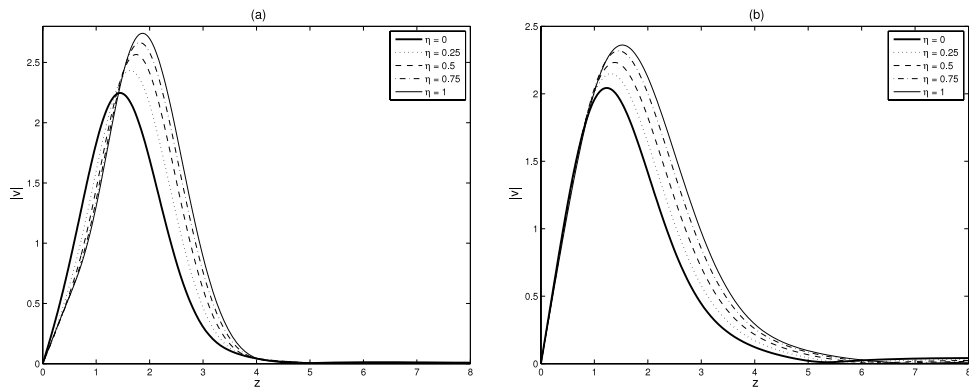 (a)
|v|
2.5
2
1.5
1
0.5
0
0 1 2 3 4 5 6 7 8
z
η = 0
η = 0.25
η = 0.5
η = 0.75
η = 1
(b)
|v|
2.5
2
1.5
1
0.5
0
0 1 2 3 4 5 6 7 8
z
η = 0
η = 0.25
η = 0.5
η = 0.75
η = 1